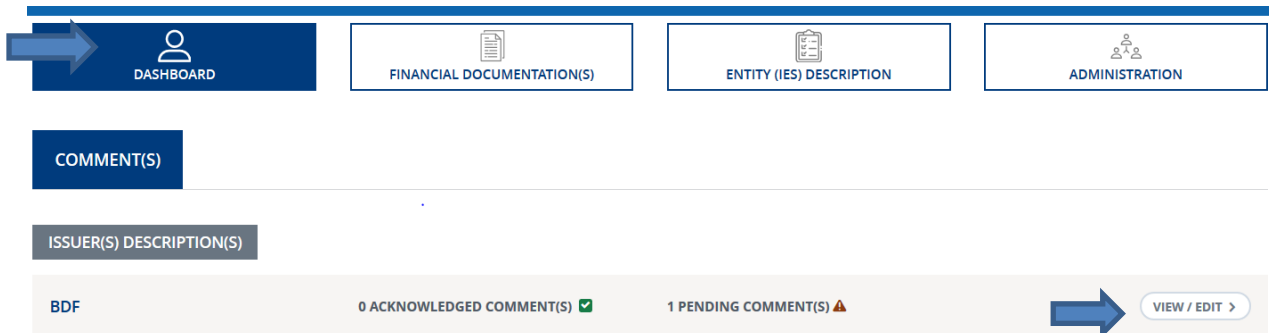 DASHBOARD
FINANCIAL DOCUMENTATION(S)
ENTITY (IES) DESCRIPTION
ADMINISTRATION
COMMENT(S)
ISSUER(S) DESCRIPTION(S)
BDF 0 ACKNOWLEDGED COMMENT(S) 1 PENDING COMMENT(S) VIEW / EDIT >